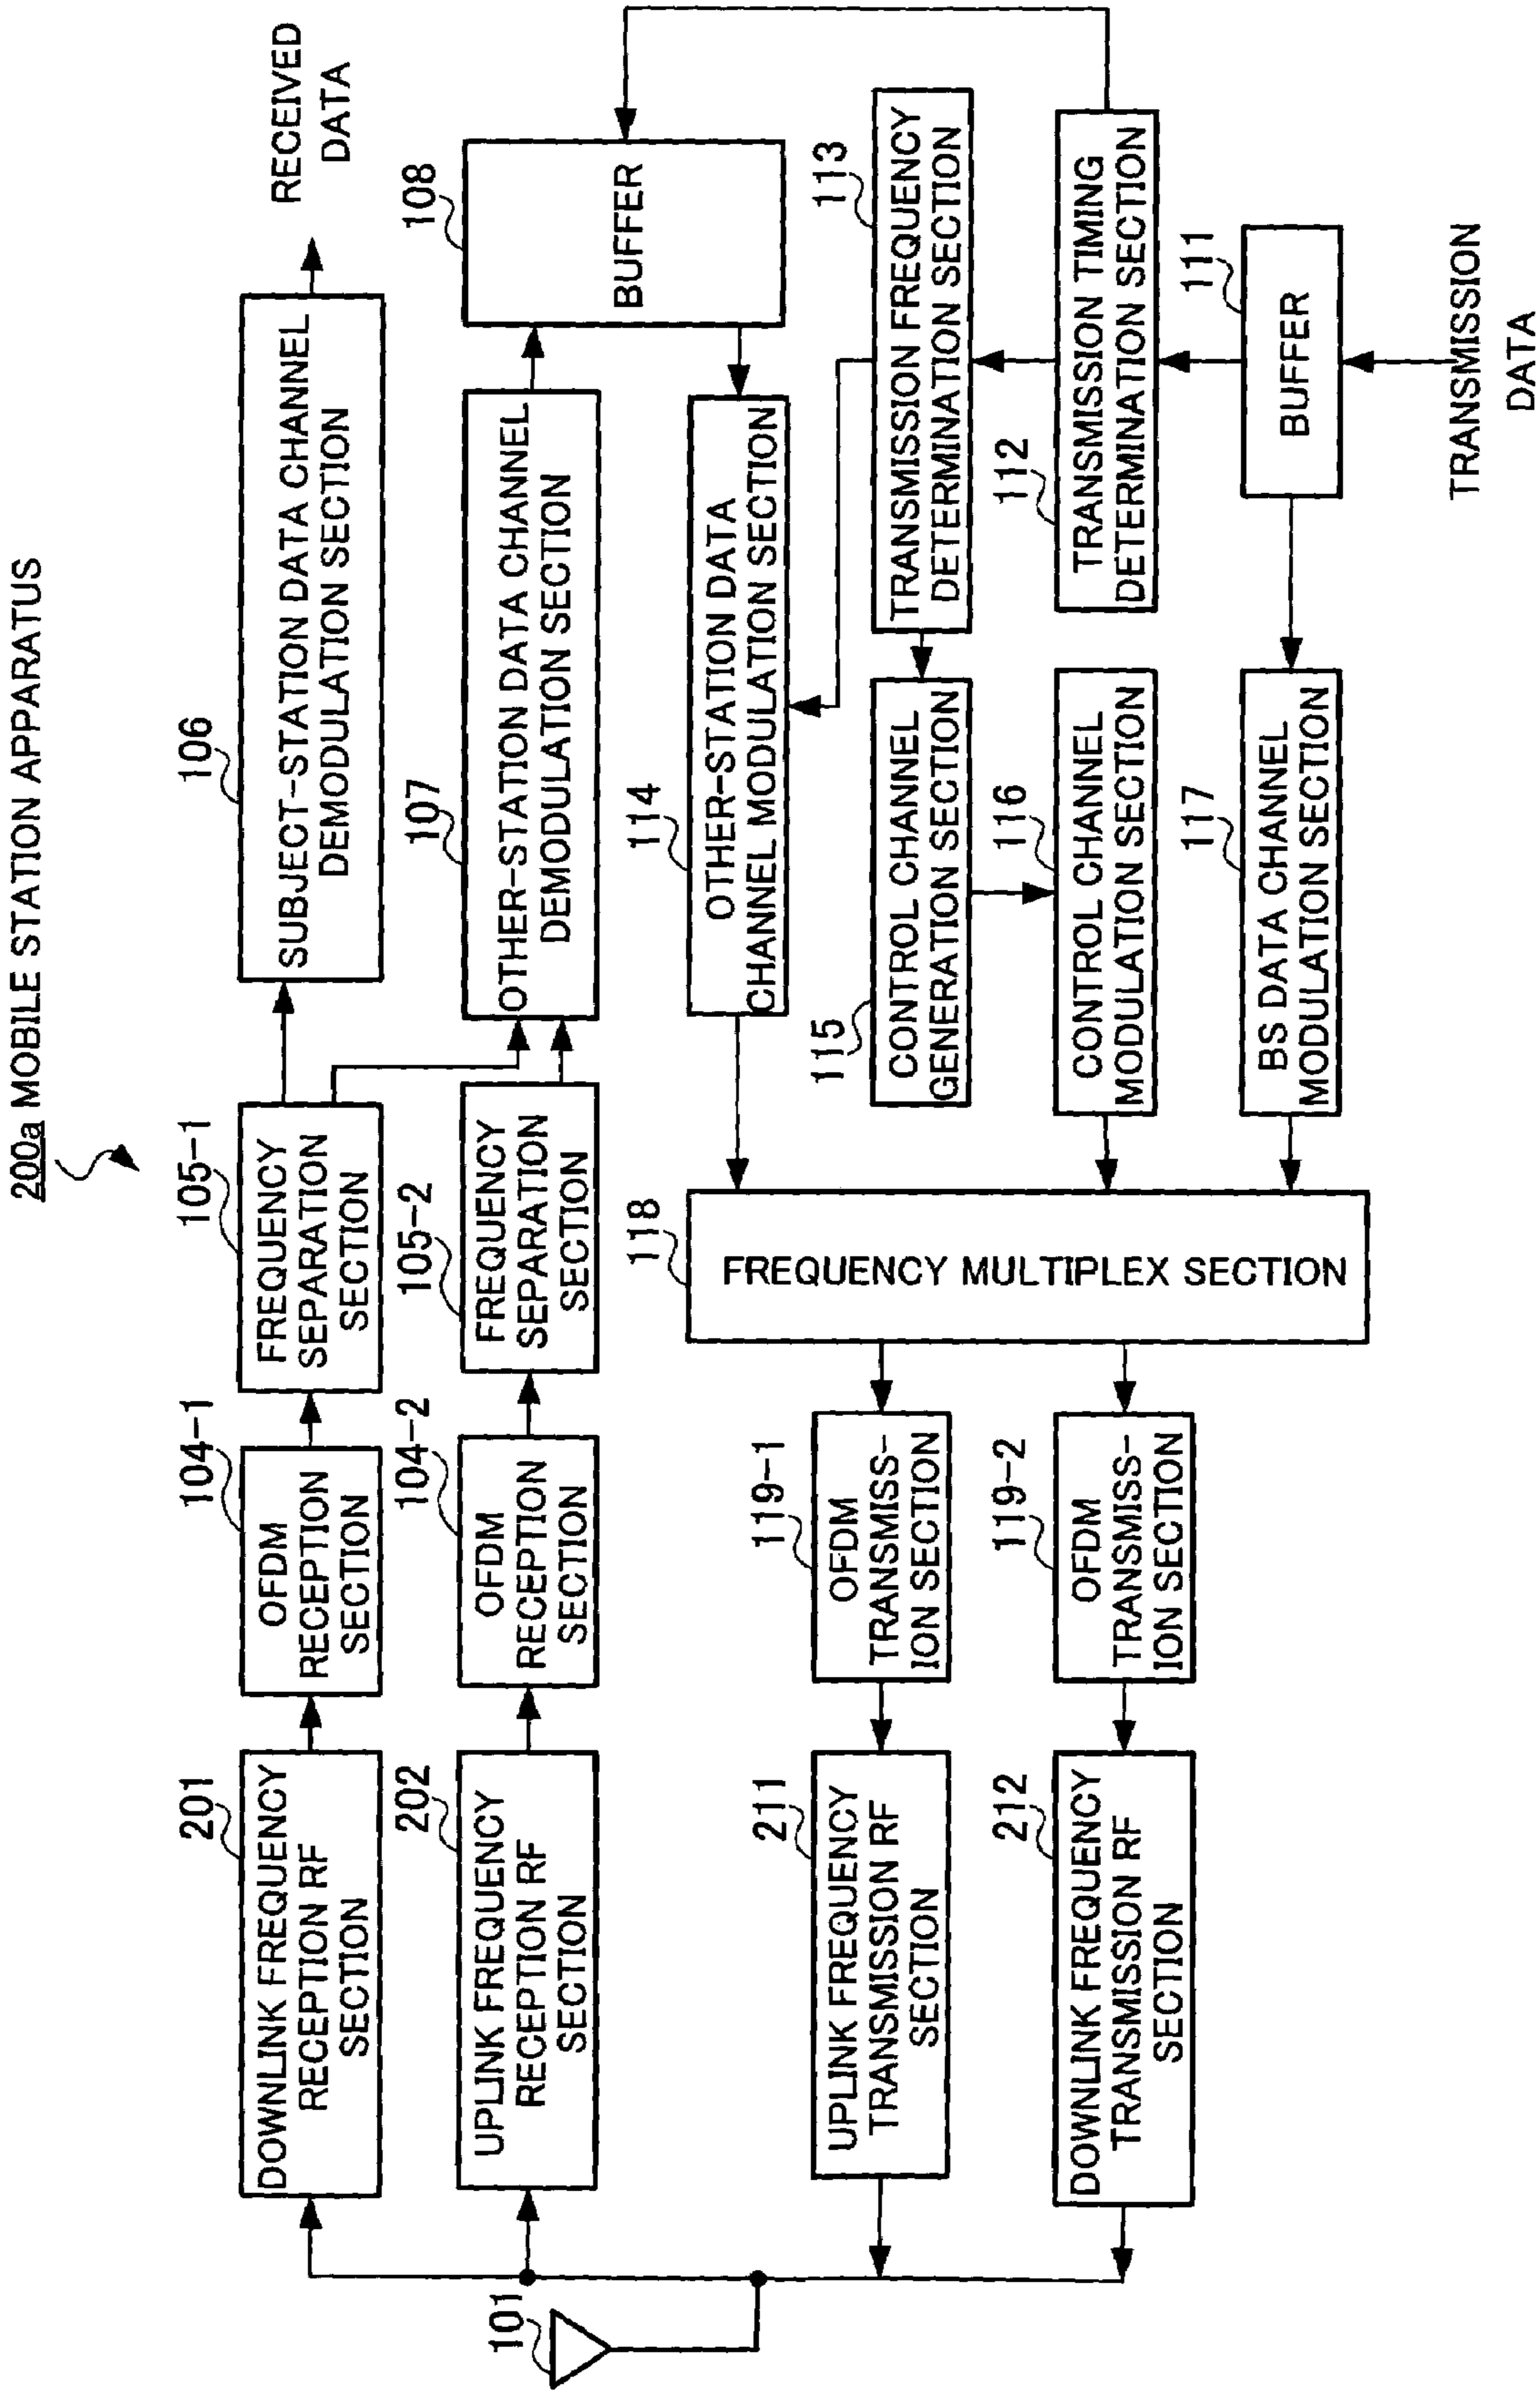 200a MOBILE STATION APPARATUS
101
201
DOWNLINK FREQUENCY
RECEPTION RF
SECTION
104-1
OFDM
RECEPTION
SECTION
105-1
FREQUENCY
SEPARATION
SECTION
106
SUBJECT-STATION DATA CHANNEL
DEMODULATION SECTION
RECEIVED
DATA
202
UPLINK FREQUENCY
RECEPTION RF
SECTION
104-2
OFDM
RECEPTION
SECTION
105-2
FREQUENCY
SEPARATION
SECTION
107
OTHER-STATION DATA CHANNEL
DEMODULATION SECTION
108
BUFFER
114
OTHER-STATION DATA
CHANNEL MODULATION SECTION
118
FREQUENCY MULTIPLEX SECTION
211
UPLINK FREQUENCY
TRANSMISSION RF
SECTION
119-1
OFDM
TRANSMISS-
ION SECTION
115
CONTROL CHANNEL
GENERATION SECTION
113
TRANSMISSION FREQUENCY
DETERMINATION SECTION
212
DOWNLINK FREQUENCY
TRANSMISSION RF
SECTION
119-2
OFDM
TRANSMISS-
ION SECTION
116
CONTROL CHANNEL
MODULATION SECTION
112
TRANSMISSION TIMING
DETERMINATION SECTION
117
BS DATA CHANNEL
MODULATION SECTION
111
BUFFER
TRANSMISSION
DATA